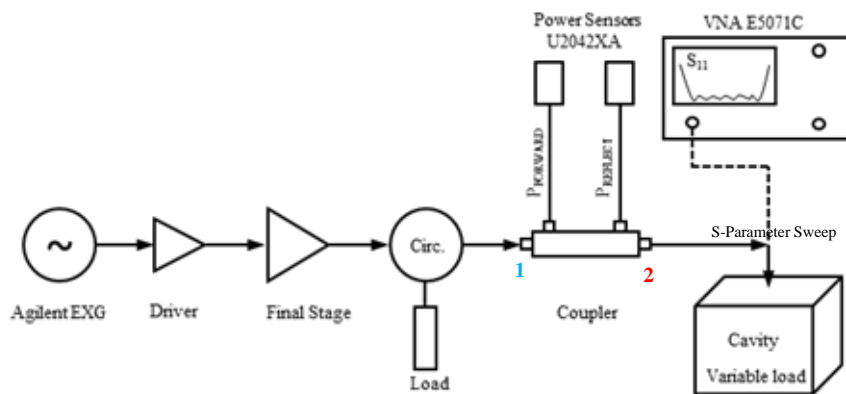 Power Sensors
U2042XA
VNA E5071C
S11
PFORWARD
PREFLECT
~
Circ.
S-Parameter Sweep
1
2
Agilent EXG
Driver
Final Stage
Coupler
Load
Cavity
Variable load